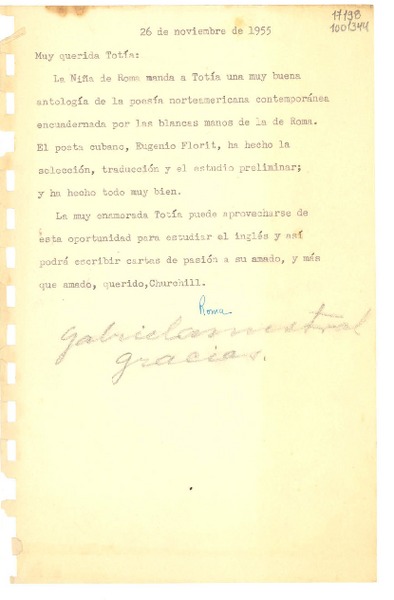 17198
100/344
26 de noviembre de 1955
Muy querida Totía:
La Niña de Roma manda a Totía una muy buena
antología de la poesía norteamericana contemporánea
encuadernada por las blancas manos de la de Roma.
El poeta cubano, Eugenio Florit, ha hecho la
selección, traducción y el estudio preliminar;
y ha hecho todo muy bien.
La muy enamorada Totía puede aprovecharse de
esta oportunidad para estudiar el inglés y así
podrá escribir cartas de pasión a su amado, y más
que amado, querido,Churchill.
Roma
gabrielamistral
gracias.